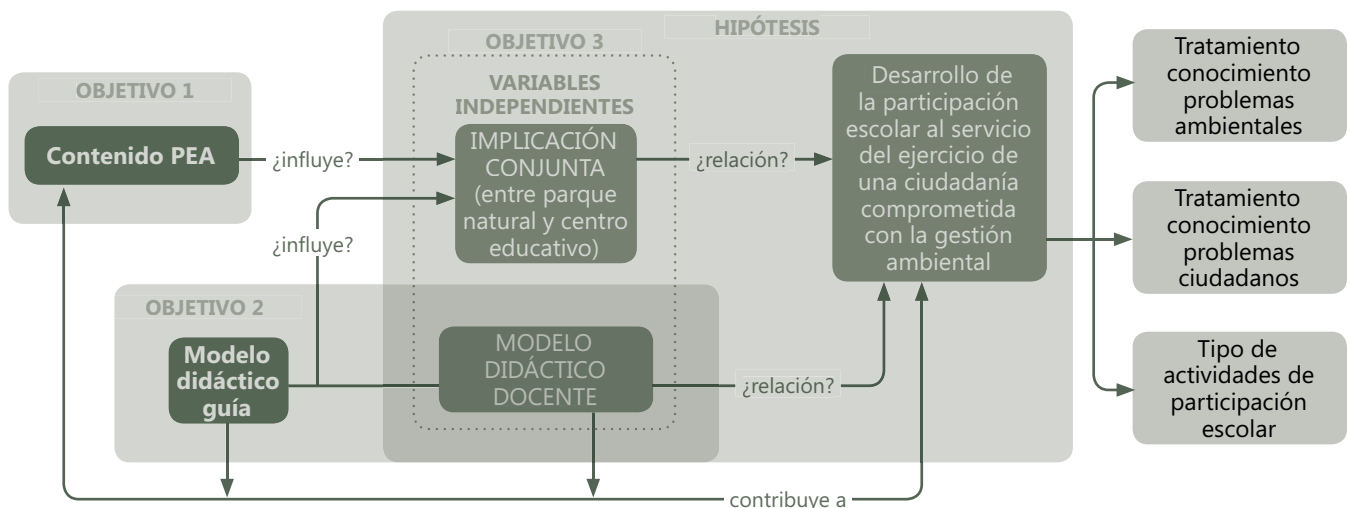 HIPÓTESIS
OBJETIVO 3
OBJETIVO 1
VARIABLES
INDEPENDIENTES
Contenido PEA
¿influye?
IMPLICACIÓN
CONJUNTA
(entre parque
natural y centro
educativo)
¿relación?
Desarrollo de
la participación
escolar al servicio
del ejercicio de
una ciudadanía
comprometida
con la gestión
ambiental
Tratamiento
conocimiento
problemas
ambientales
Tratamiento
conocimiento
problemas
ciudadanos
Tipo de
actividades de
participación
escolar
¿influye?
OBJETIVO 2
Modelo
didáctico
guía
MODELO
DIDÁCTICO
DOCENTE
¿relación?
contribuye a